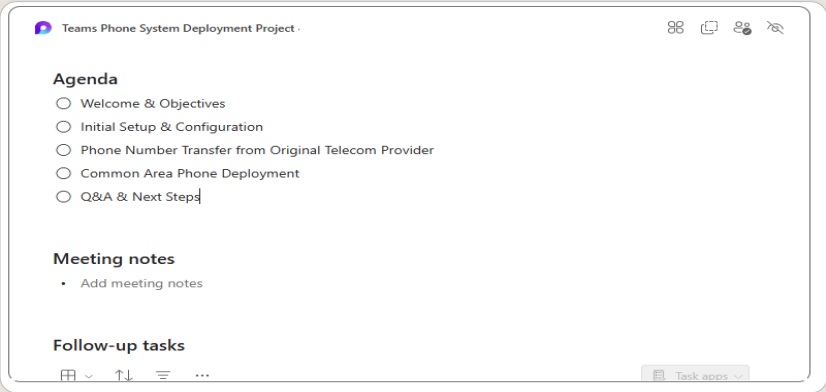 Teams Phone System Deployment Project
Agenda
Welcome & Objectives
Initial Setup & Configuration
Phone Number Transfer from Original Telecom Provider
Common Area Phone Deployment
Q&A & Next Steps
Meeting notes
Add meeting notes
Follow-up tasks
Task apps